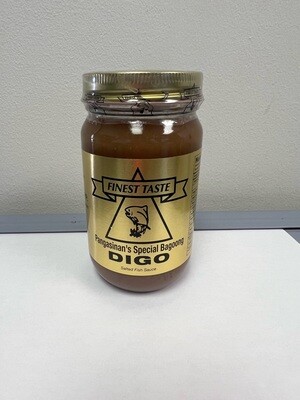 FINEST TASTE
Pangasinan's Special Bagoong
DIGO
Salted Fish Sauce